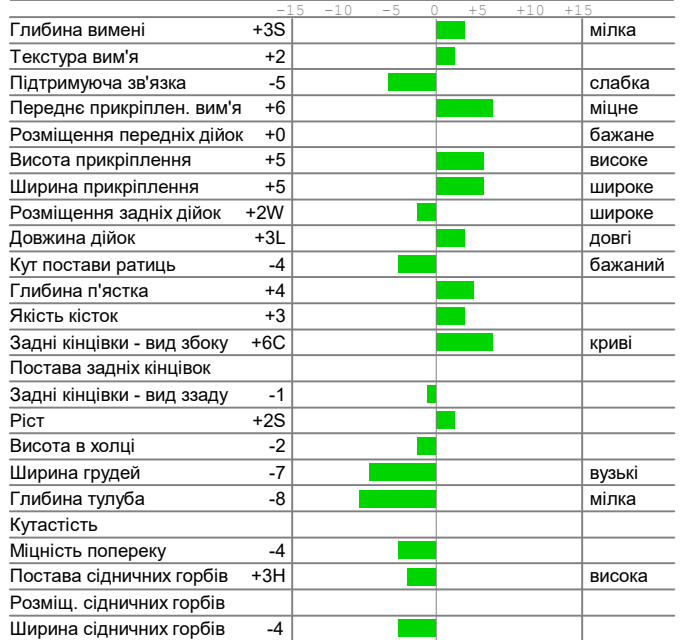 -15 -10 -5 0 +5 +10 +15
Глибина вимені +3S мілка
Текстура вим'я +2
Підтримуюча зв'язка -5 слабка
Переднє прикріплен. вим'я +6 міцне
Розміщення передніх дійок +0 бажане
Висота прикріплення +5 високе
Ширина прикріплення +5 широке
Розміщення задніх дійок +2W широке
Довжина дійок +3L довгі
Кут постави ратиць -4 бажаний
Глибина п'ястка +4
Якість кісток +3
Задні кінцівки - вид збоку +6C криві
Постава задніх кінцівок
Задні кінцівки - вид ззаду -1
Ріст +2S
Висота в холці -2
Ширина грудей -7 вузькі
Глибина тулуба -8 мілка
Кутастість
Міцність попереку -4
Постава сідничних горбів +3H висока
Розміщ. сідничних горбів
Ширина сідничних горбів -4